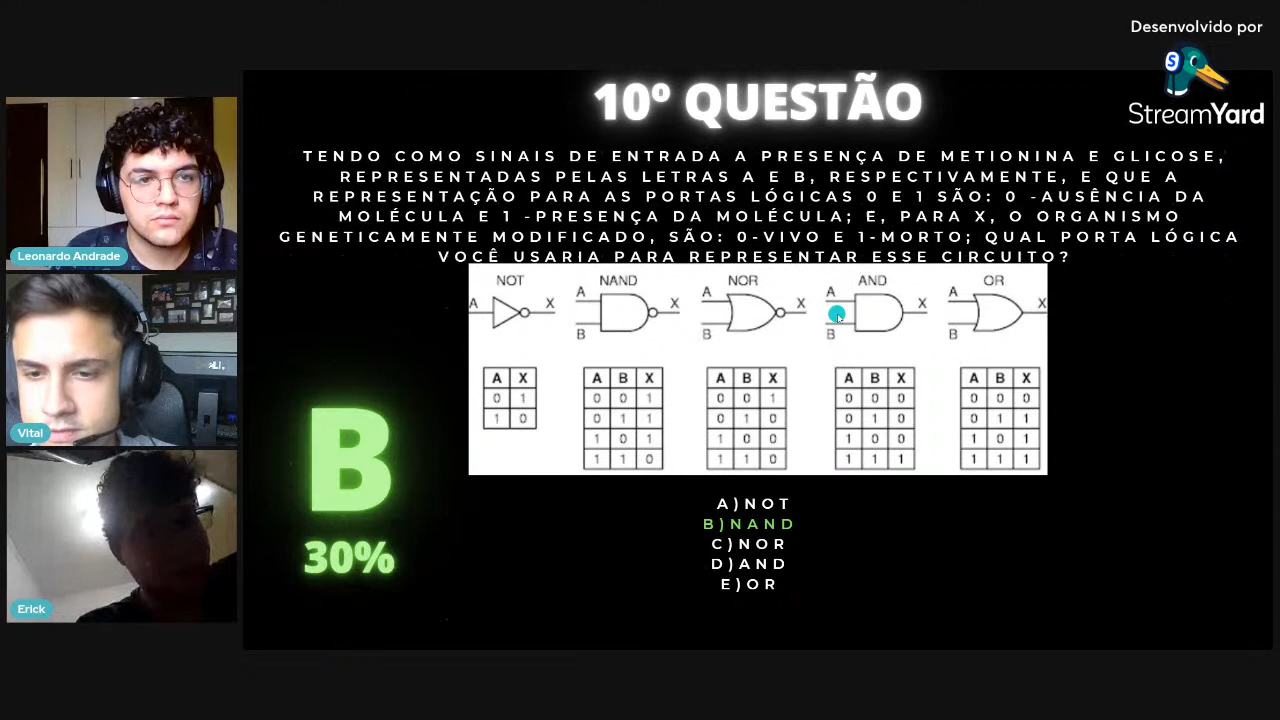 Desenvolvido por
StreamYard
10º QUESTÃO
TENDO COMO SINAIS DE ENTRADA A PRESENÇA DE METIONINA E GLICOSE,
REPRESENTADAS PELAS LETRAS A E B, RESPECTIVAMENTE, E QUE A
REPRESENTAÇÃO PARA AS PORTAS LÓGICAS 0 E 1 SÃO: 0 -AUSÊNCIA DA
MOLÉCULA E 1 -PRESENÇA DA MOLÉCULA; E, PARA X, O ORGANISMO
GENETICAMENTE MODIFICADO, SÃO: 0-VIVO E 1-MORTO; QUAL PORTA LÓGICA
VOCÊ USARIA PARA REPRESENTAR ESSE CIRCUITO?
NOT NAND NOR AND OR
A X A X A X A X A X
B B B B
A X A B X A B X A B X A B X
0 1 0 0 1 0 0 1 0 0 0 0 0 0
1 0 0 1 1 0 1 0 0 1 0 0 1 1
1 0 1 1 0 0 1 0 0 1 0 1
1 1 0 1 1 0 1 1 1 1 1 1
B
30%
A)NOT
B)NAND
C)NOR
D)AND
E)OR
Leonardo Andrade
Vital
Erick